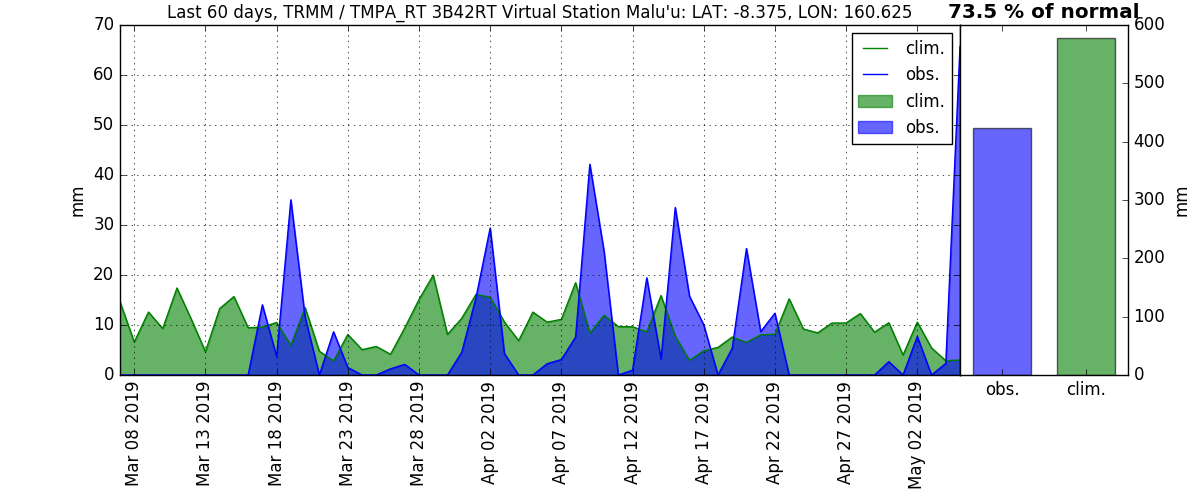 Last 60 days, TRMM / TMPA_RT 3B42RT Virtual Station Malu'u: LAT: -8.375, LON: 160.625
73.5 % of normal
70
60
50
40
30
20
10
0
mm
clim.
obs.
clim.
obs.
600
500
400
300
200
100
0
mm
obs.
clim.
Mar 08 2019
Mar 13 2019
Mar 18 2019
Mar 23 2019
Mar 28 2019
Apr 02 2019
Apr 07 2019
Apr 12 2019
Apr 17 2019
Apr 22 2019
Apr 27 2019
May 02 2019